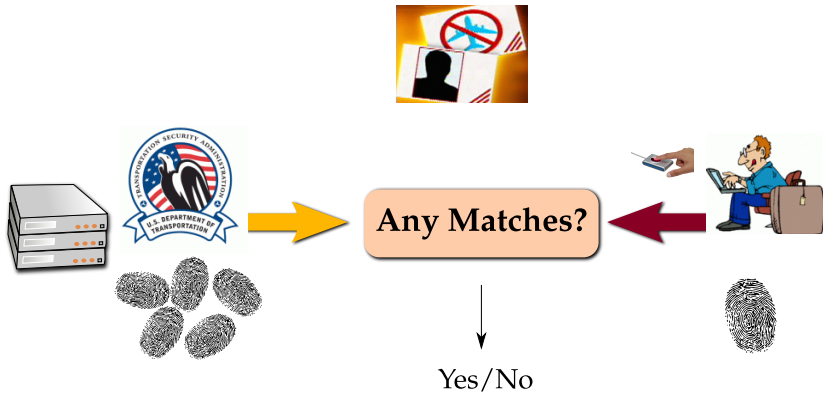 TRANSPORTATION SECURITY ADMINISTRATION
U.S. DEPARTMENT OF
TRANSPORTATION
Any Matches?
Yes/No